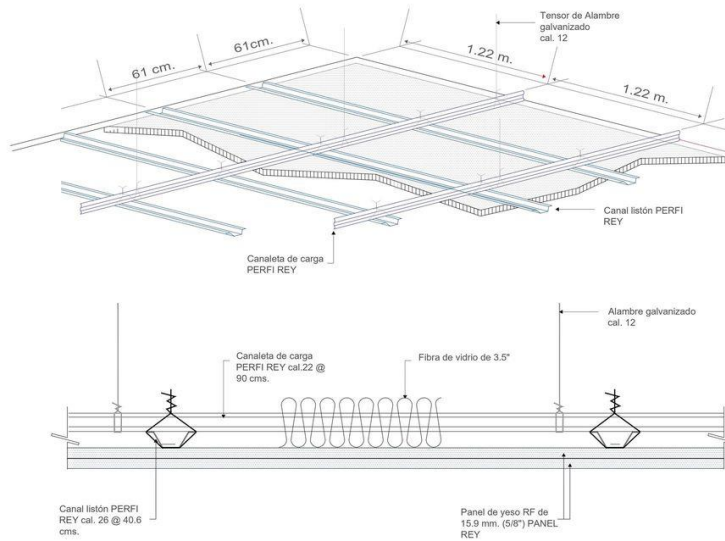 Tensor de Alambre
galvanizado
cal. 12
61 cm.
61cm.
1.22 m.
1.22 m.
Canal listón PERFI
REY
Canaleta de carga
PERFI REY
Alambre galvanizado
cal. 12
Canaleta de carga
PERFI REY cal.22 @
90 cms.
Fibra de vidrio de 3.5"
Canal listón PERFI
REY cal. 26 @ 40.6
cms.
Panel de yeso RF de
15.9 mm. (5/8") PANEL
REY